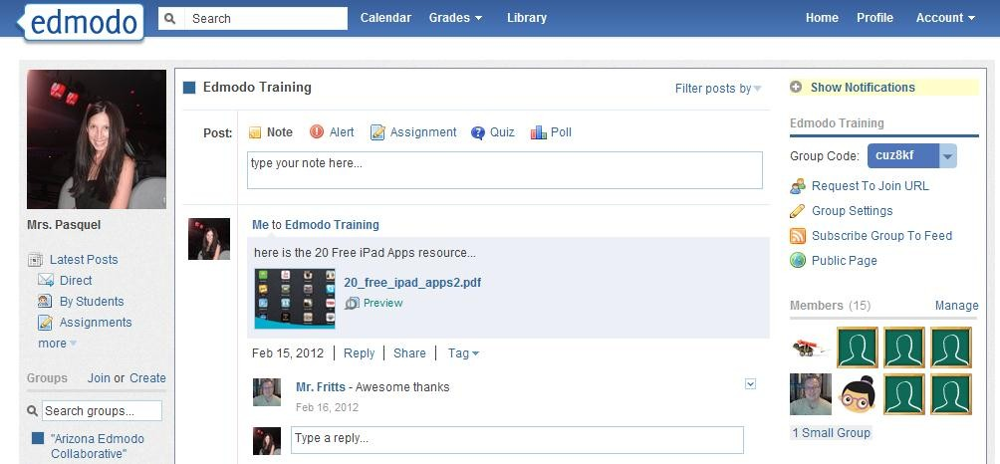 edmodo
Search
Calendar Grades Library
Home Profile Account
Mrs. Pasquel
Latest Posts
Direct
By Students
Assignments
more
Groups Join or Create
Search groups...
"Arizona Edmodo
Collaborative"
Edmodo Training
Filter posts by
Post: Note Alert Assignment Quiz Poll
type your note here...
Me to Edmodo Training
here is the 20 Free iPad Apps resource...
20_free_ipad_apps2.pdf
Preview
Feb 15, 2012 | Reply | Share | Tag
Mr. Fritts - Awesome thanks
Feb 16, 2012
Type a reply...
Show Notifications
Edmodo Training
Group Code: cuz8kf
Request To Join URL
Group Settings
Subscribe Group To Feed
Public Page
Members (15) Manage
1 Small Group